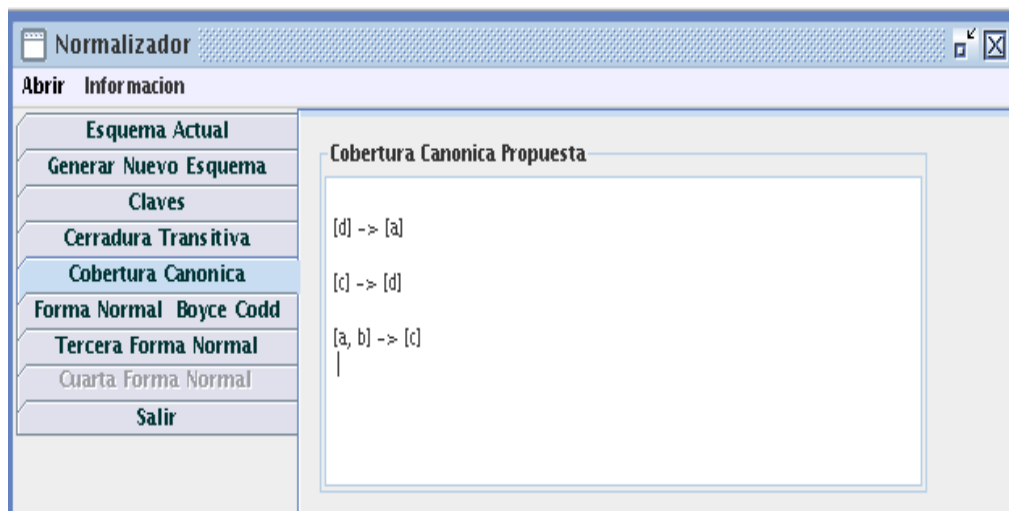 Normalizador
Abrir Informacion
Esquema Actual
Generar Nuevo Esquema
Claves
Cerradura Transitiva
Cobertura Canonica
Forma Normal Boyce Codd
Tercera Forma Normal
Cuarta Forma Normal
Salir
Cobertura Canonica Propuesta
[d] -> [a]
[c] -> [d]
[a, b] -> [c]